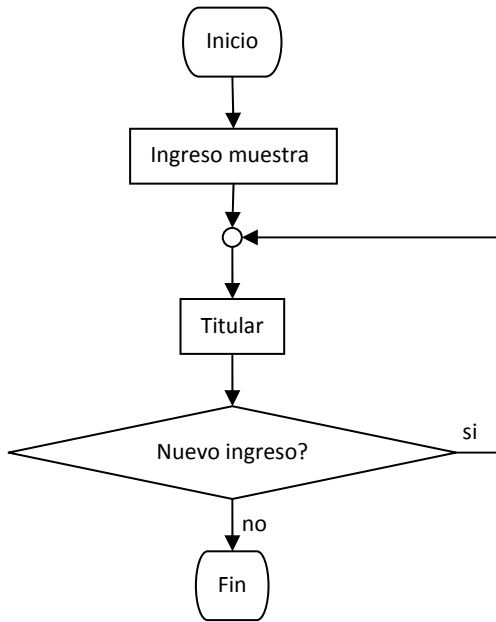 Inicio
Ingreso muestra
Titular
Nuevo ingreso?
si
no
Fin